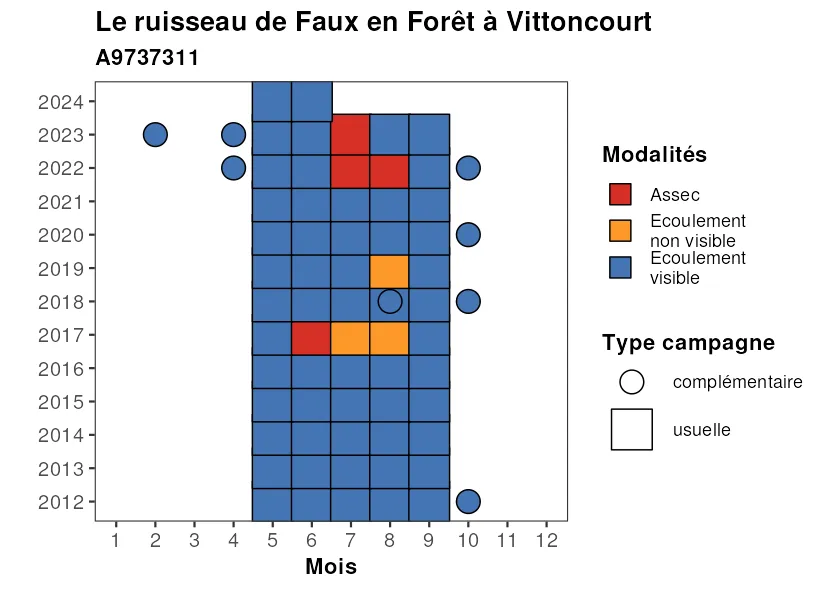 Le ruisseau de Faux en Forêt à Vittoncourt
A9737311
2024
2023
2022
2021
2020
2019
2018
2017
2016
2015
2014
2013
2012
1 2 3 4 5 6 7 8 9 10 11 12
Mois
Modalités
Assec
Ecoulement
non visible
Ecoulement
visible
Type campagne
complémentaire
usuelle